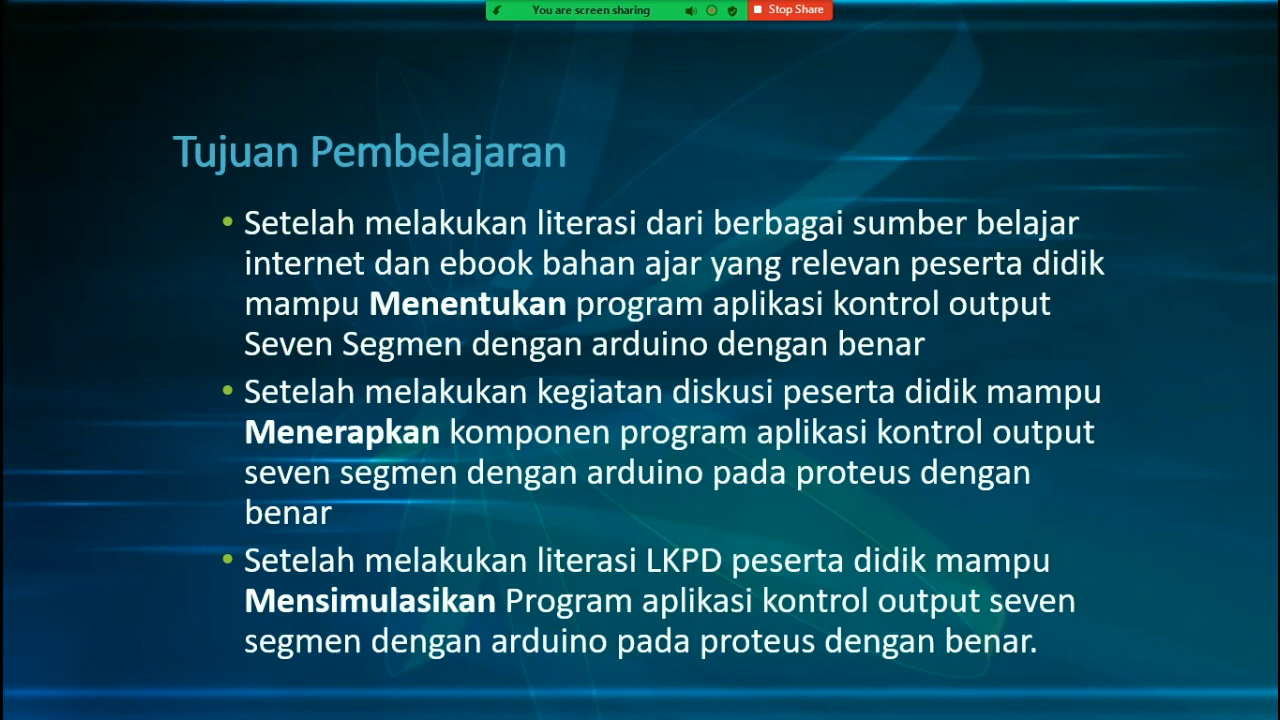 You are screen sharing Stop Share
Tujuan Pembelajaran
• Setelah melakukan literasi dari berbagai sumber belajar
internet dan ebook bahan ajar yang relevan peserta didik
mampu Menentukan program aplikasi kontrol output
Seven Segmen dengan arduino dengan benar
• Setelah melakukan kegiatan diskusi peserta didik mampu
Menerapkan komponen program aplikasi kontrol output
seven segmen dengan arduino pada proteus dengan
benar
• Setelah melakukan literasi LKPD peserta didik mampu
Mensimulasikan Program aplikasi kontrol output seven
segmen dengan arduino pada proteus dengan benar.